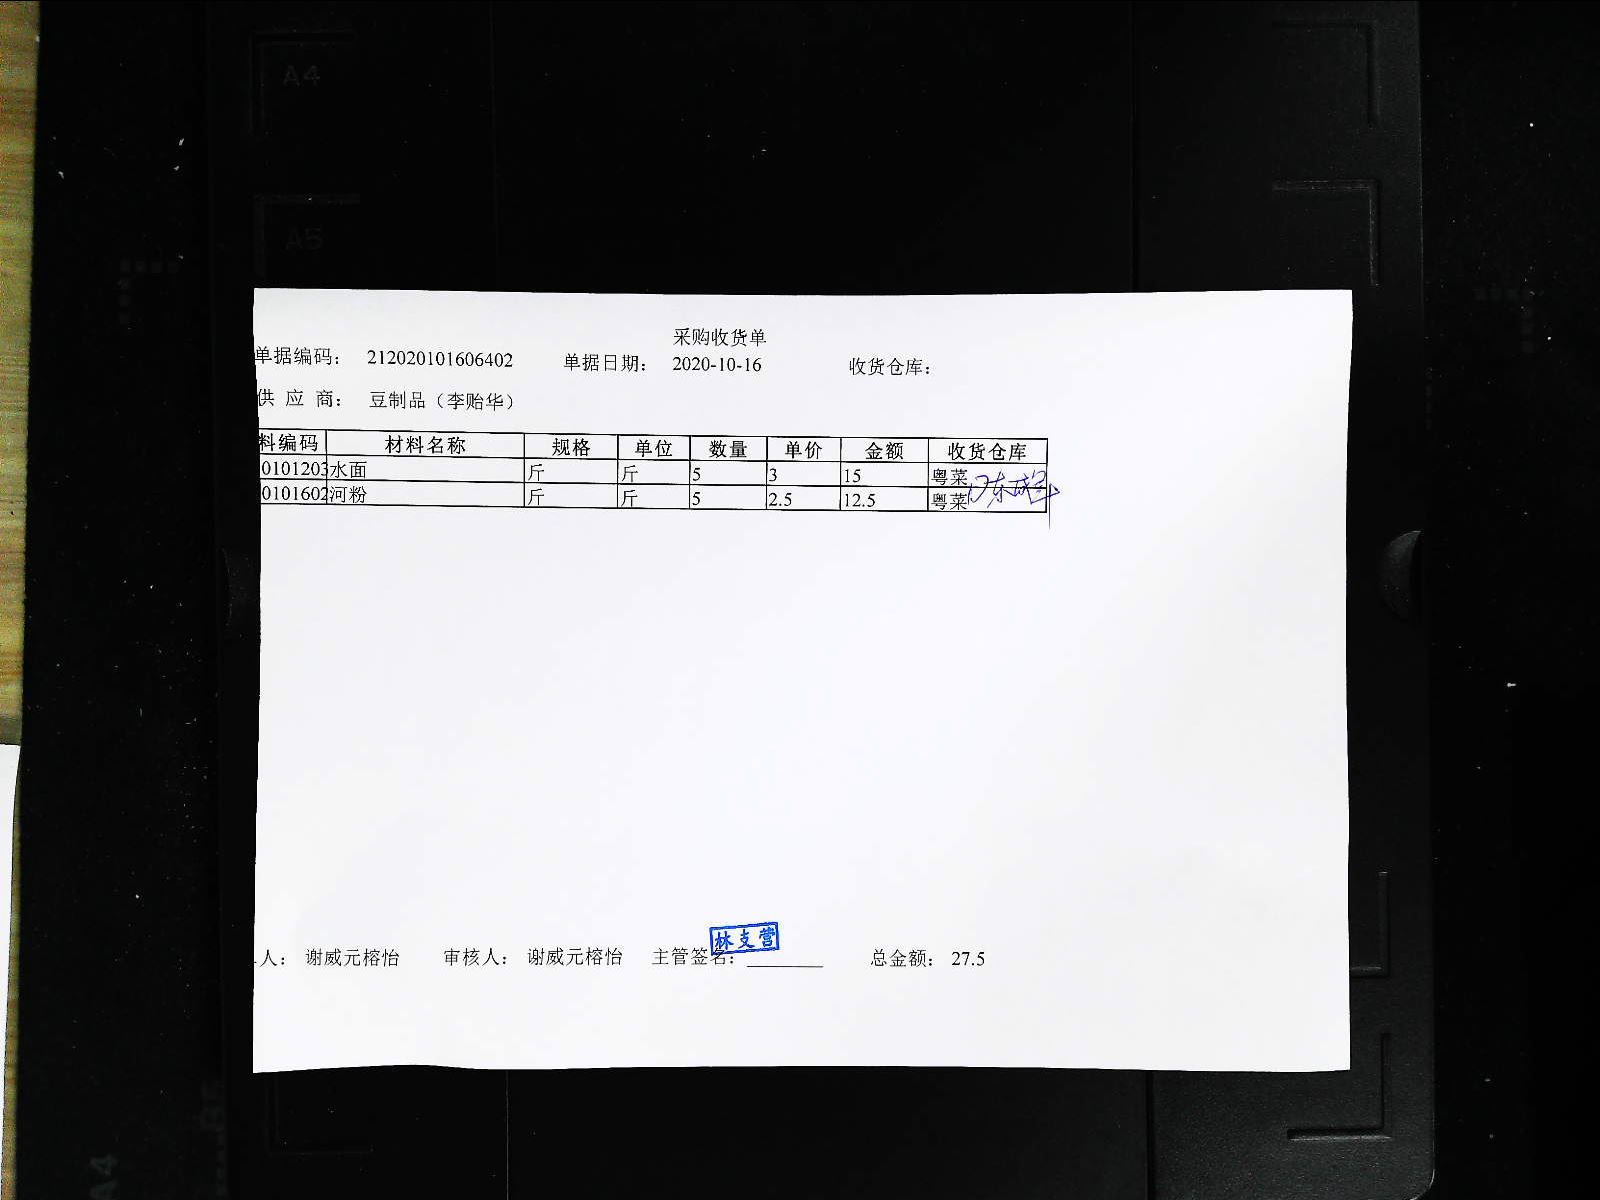 A4
A5
采购收货单
单据编码： 212020101606402 单据日期： 2020-10-16 收货仓库：
供 应 商： 豆制品（李贻华）
料编码 材料名称 规格 单位 数量 单价 金额 收货仓库
0101203 水面 斤 斤 5 3 15 粤菜
0101602 河粉 斤 斤 5 2.5 12.5 粤菜
林支营
人： 谢威元榕怡 审核人： 谢威元榕怡 主管签名： 总金额： 27.5
A4